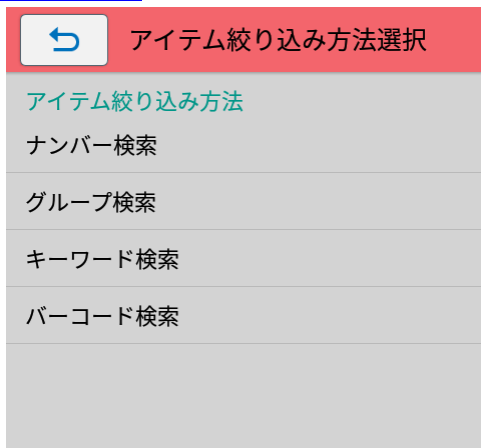 アイテム絞り込み方法選択
アイテム絞り込み方法
ナンバー検索
グループ検索
キーワード検索
バーコード検索